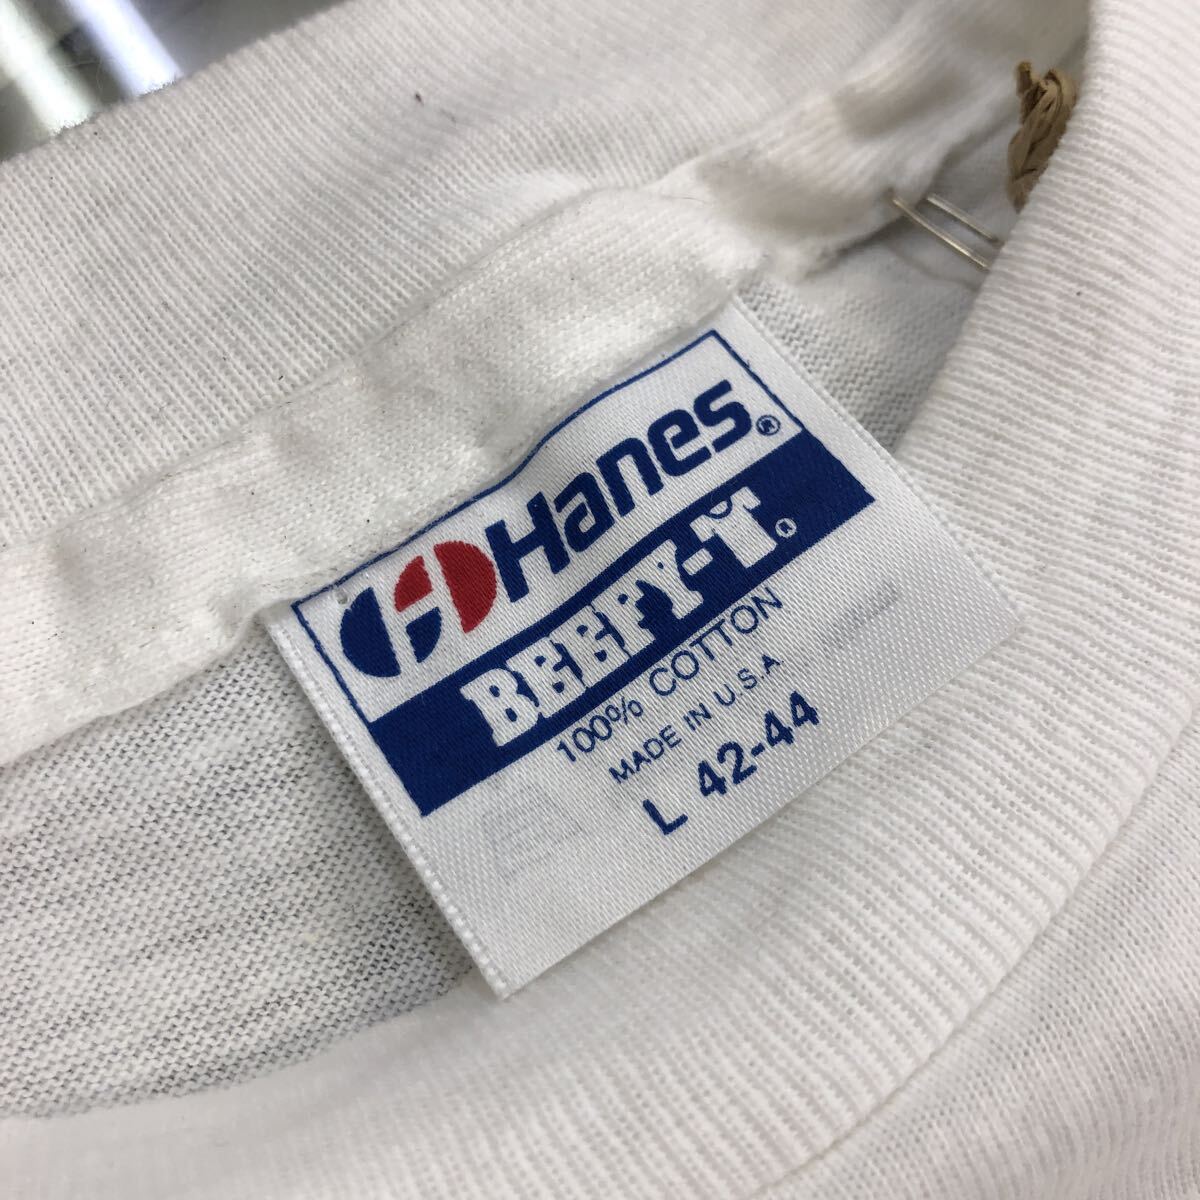 Hanes®
BEEFY-T®
100% COTTON
MADE IN U.S.A.
L 42-44